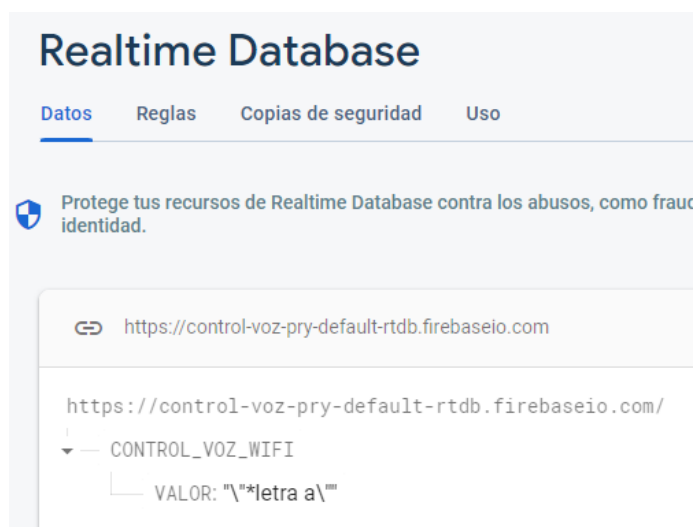 Realtime Database
Datos Reglas Copias de seguridad Uso
Protege tus recursos de Realtime Database contra los abusos, como frau
identidad.
https://control-voz-pry-default-rtdb.firebaseio.com
https://control-voz-pry-default-rtdb.firebaseio.com/
CONTROL_VOZ_WIFI
VALOR: "\"*letra a\""